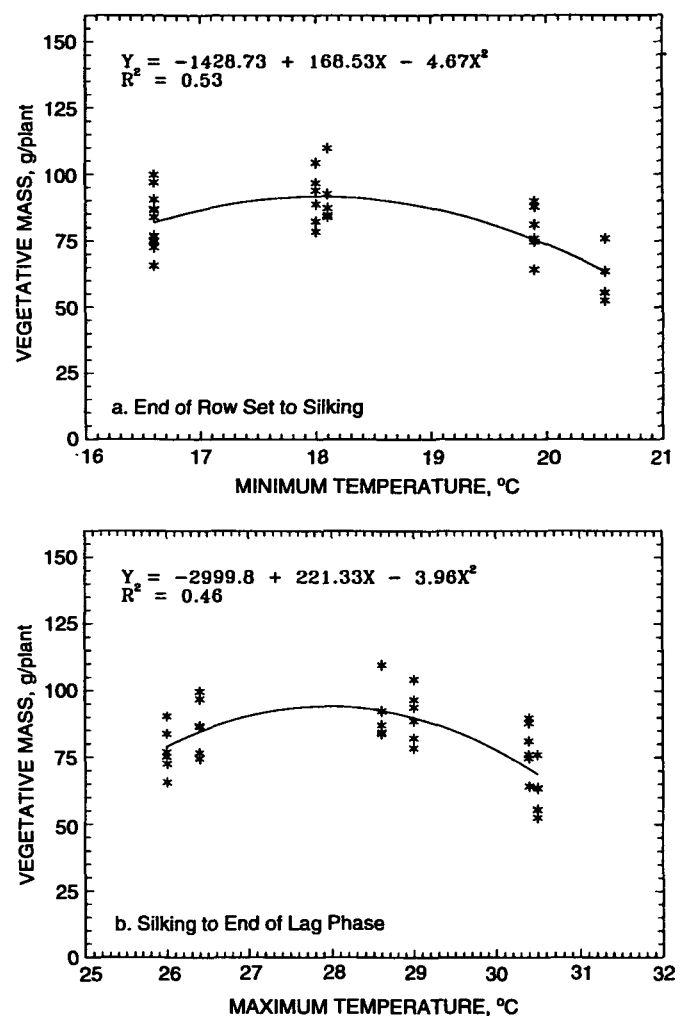 150
125
100
75
50
25
0
VEGETATIVE MASS, g/plant
Y = -1428.73 + 168.53X - 4.67X²
R² = 0.53
a. End of Row Set to Silking
16 17 18 19 20 21
MINIMUM TEMPERATURE, ºC
150
125
100
75
50
25
0
VEGETATIVE MASS, g/plant
Y = -2999.8 + 221.33X - 3.96X²
R² = 0.46
b. Silking to End of Lag Phase
25 26 27 28 29 30 31 32
MAXIMUM TEMPERATURE, ºC